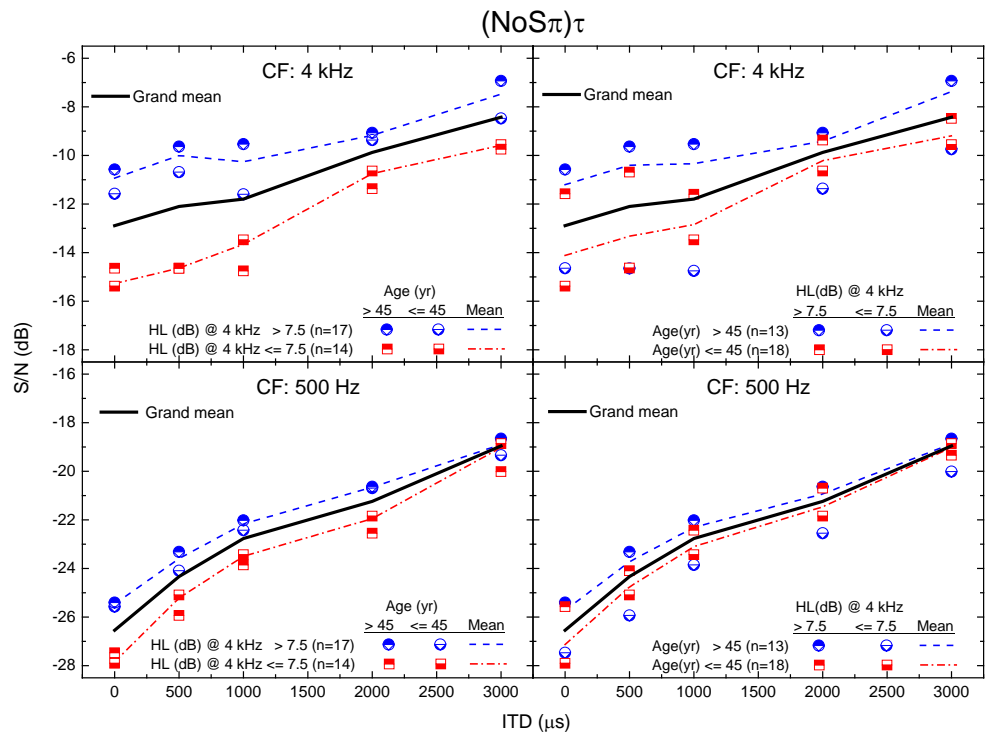 (NoSπ)τ
S/N (dB)
-6
-8
-10
-12
-14
-16
-18
CF: 4 kHz
Grand mean
Age (yr)
> 45 <= 45 Mean
HL (dB) @ 4 kHz > 7.5 (n=17)
HL (dB) @ 4 kHz <= 7.5 (n=14)
CF: 4 kHz
Grand mean
HL(dB) @ 4 kHz
> 7.5 <= 7.5 Mean
Age(yr) > 45 (n=13)
Age(yr) <= 45 (n=18)
-16
-18
-20
-22
-24
-26
-28
CF: 500 Hz
Grand mean
Age (yr)
> 45 <= 45 Mean
HL (dB) @ 4 kHz > 7.5 (n=17)
HL (dB) @ 4 kHz <= 7.5 (n=14)
0 500 1000 1500 2000 2500 3000
CF: 500 Hz
Grand mean
HL(dB) @ 4 kHz
> 7.5 <= 7.5 Mean
Age(yr) > 45 (n=13)
Age(yr) <= 45 (n=18)
0 500 1000 1500 2000 2500 3000
ITD (μs)